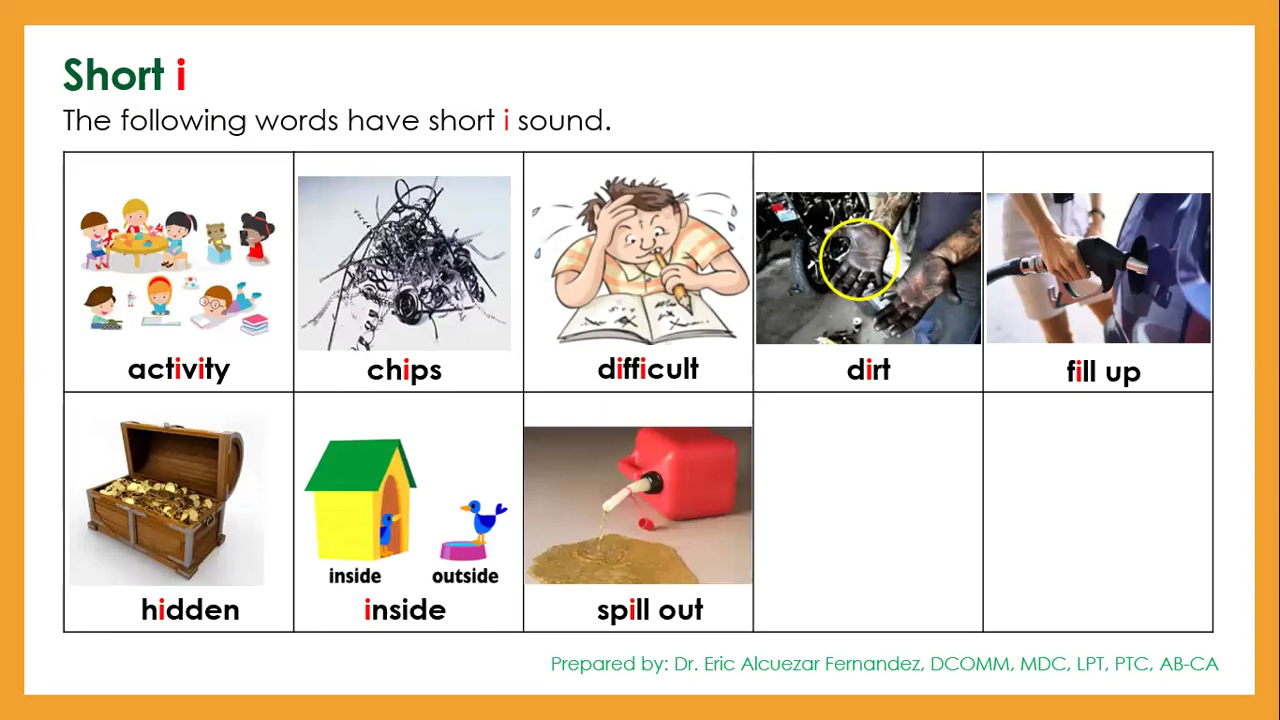 Short i
The following words have short i sound.
activity
chips
difficult
dirt
fill up
inside
outside
hidden
inside
spill out
Prepared by: Dr. Eric Alcuezar Fernandez, DCOMM, MDC, LPT, PTC, AB-CA